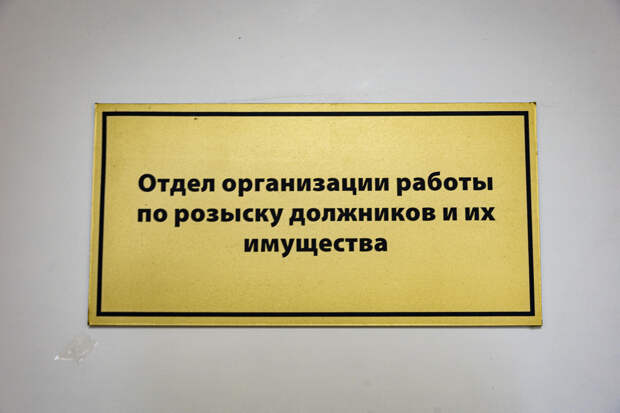 Отдел организации работы
по розыску должников и их
имущества